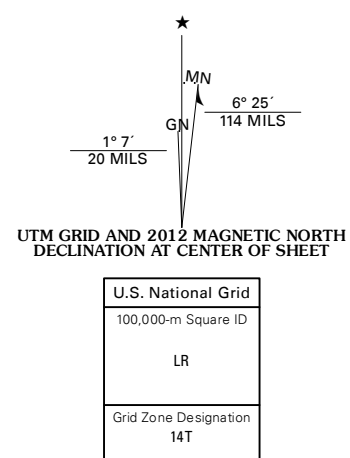 ★
MN
GN
6° 25´
114 MILS
1° 7´
20 MILS
UTM GRID AND 2012 MAGNETIC NORTH
DECLINATION AT CENTER OF SHEET
U.S. National Grid
100,000-m Square ID
LR
Grid Zone Designation
14T